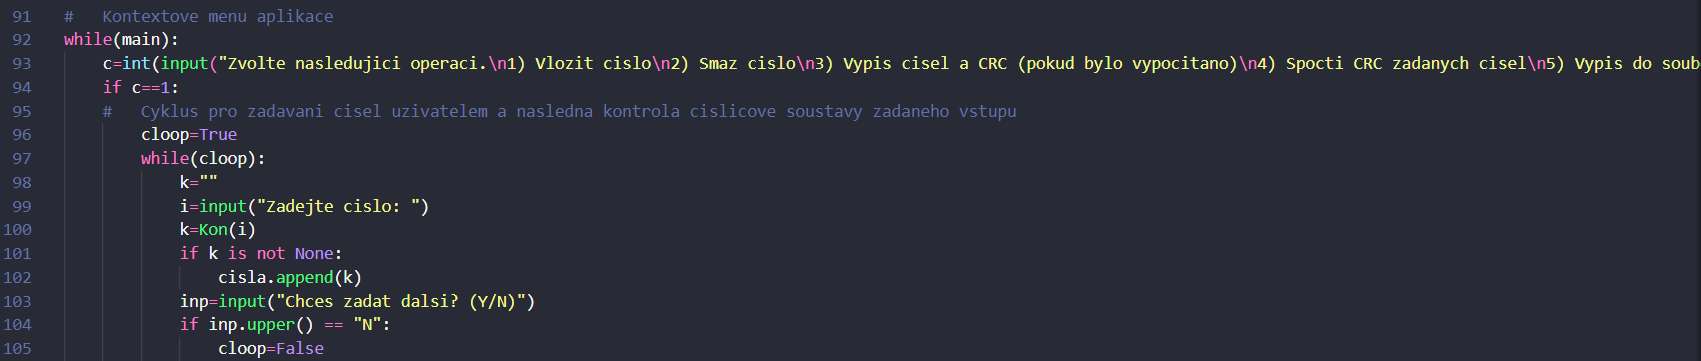 91 # Kontextove menu aplikace
92 while(main):
93 c=int(input("Zvolte nasledujici operaci.\n1) Vlozit cislo\n2) Smaz cislo\n3) Vypis cisel a CRC (pokud bylo vypocitano)\n4) Spocti CRC zadanych cisel\n5) Vypis do soub
94 if c==1:
95 # Cyklus pro zadavani cisel uzivatelem a nasledna kontrola cislicove soustavy zadaneho vstupu
96 cloop=True
97 while(cloop):
98 k=""
99 i=input("Zadejte cislo: ")
100 k=Kon(i)
101 if k is not None:
102 cisla.append(k)
103 inp=input("Chces zadat dalsi? (Y/N)")
104 if inp.upper() == "N":
105 cloop=False